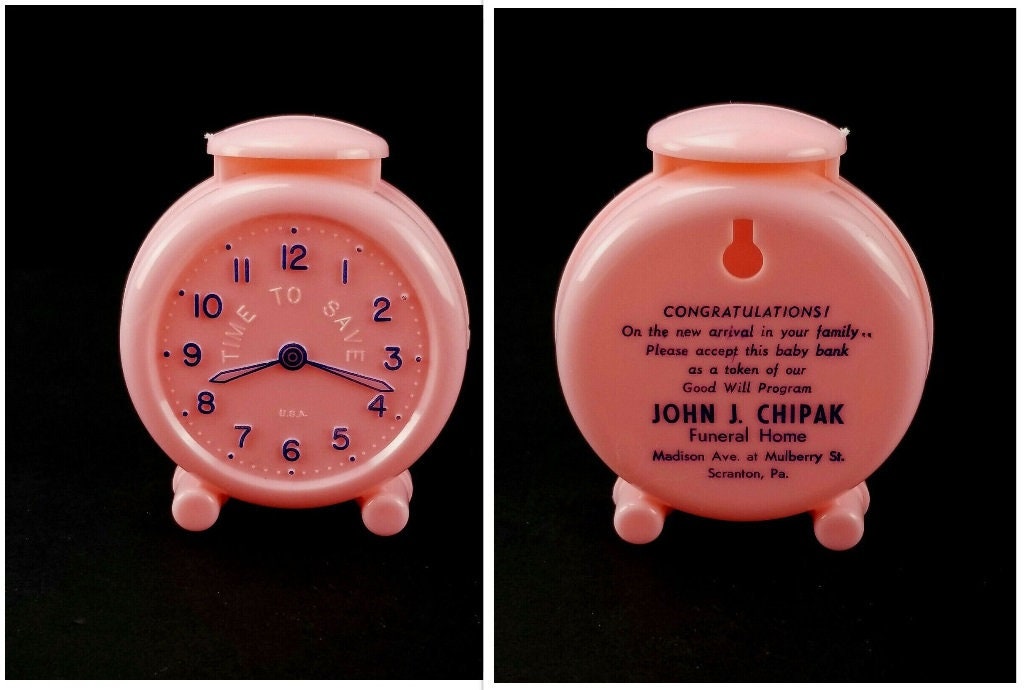 12
11
1
10
2
9
3
8
4
7
5
6
TIME TO SAVE
U.S.A.
CONGRATULATIONS!
On the new arrival in your family..
Please accept this baby bank
as a token of our
Good Will Program
JOHN J. CHIPAK
Funeral Home
Madison Ave. at Mulberry St.
Scranton, Pa.